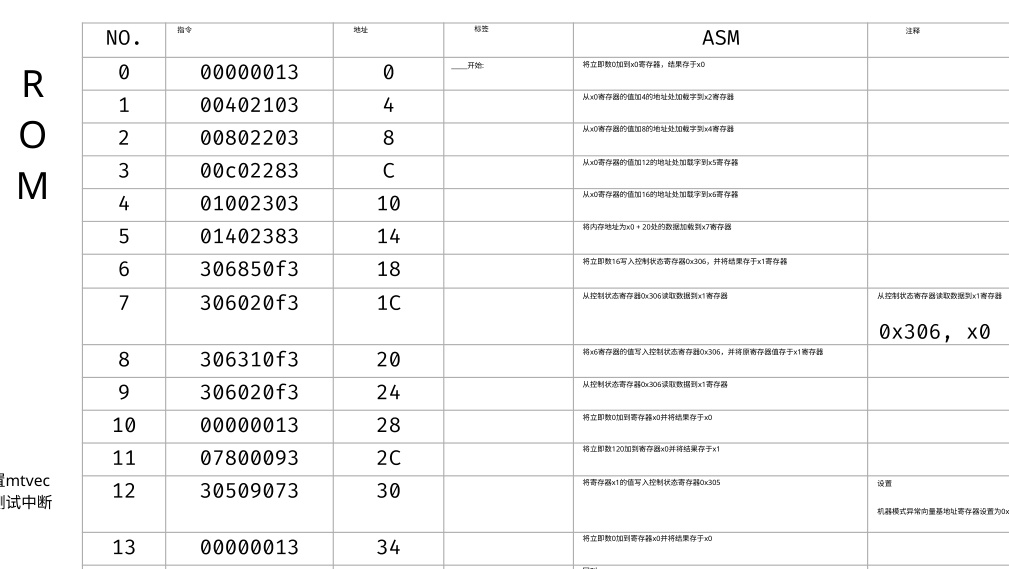 R
O
M
NO. 指令 地址 标签 ASM 注释
0 00000013 0 ____开始: 将立即数0加到x0寄存器，结果存于x0
1 00402103 4 从x0寄存器的值加4的地址处加载字到x2寄存器
2 00802203 8 从x0寄存器的值加8的地址处加载字到x4寄存器
3 00c02283 C 从x0寄存器的值加12的地址处加载字到x5寄存器
4 01002303 10 从x0寄存器的值加16的地址处加载字到x6寄存器
5 01402383 14 将内存地址为x0 + 20处的数据加载到x7寄存器
6 306850f3 18 将立即数16写入控制状态寄存器0x306，并将结果存于x1寄存器
7 306020f3 1C 从控制状态寄存器0x306读取数据到x1寄存器 从控制状态寄存器读取数据到x1寄存器
0x306, x0
8 306310f3 20 将x6寄存器的值写入控制状态寄存器0x306，并将原寄存器值存于x1寄存器
9 306020f3 24 从控制状态寄存器0x306读取数据到x1寄存器
10 00000013 28 将立即数0加到寄存器x0并将结果存于x0
11 07800093 2C 将立即数120加到寄存器x0并将结果存于x1
置mtvec
测试中断
12 30509073 30 将寄存器x1的值写入控制状态寄存器0x305 设置
机器模式异常向量基地址寄存器设置为0x
13 00000013 34 将立即数0加到寄存器x0并将结果存于x0